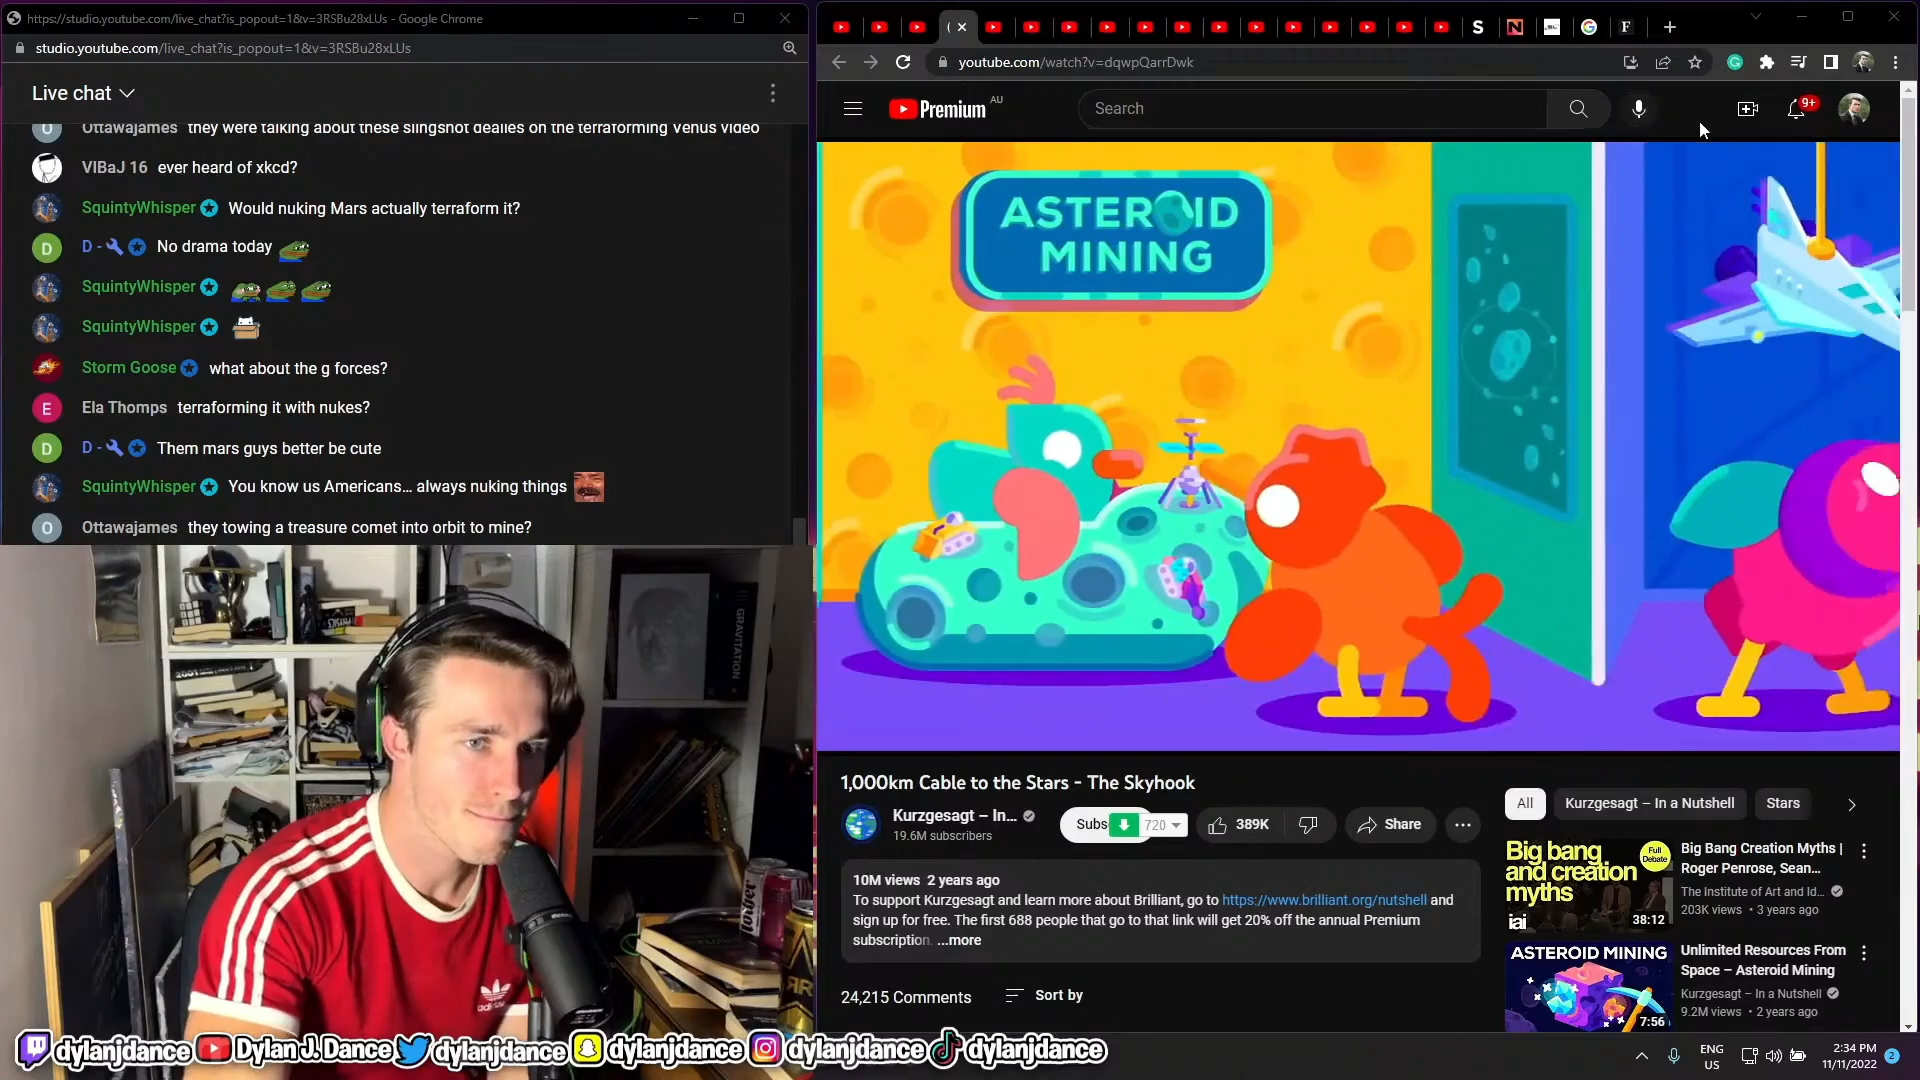 https://studio.youtube.com/live_chat?is_popout=1&v=3RSBu28xLUs - Google Chrome
studio.youtube.com/live_chat?is_popout=1&v=3RSBu28xLUs
Live chat
Ottawajames they were talking about these slingshot dealies on the terraforming Venus video
VIBaJ 16 ever heard of xkcd?
SquintyWhisper Would nuking Mars actually terraform it?
D D - No drama today
SquintyWhisper
SquintyWhisper
Storm Goose what about the g forces?
E Ela Thomps terraforming it with nukes?
D D - Them mars guys better be cute
SquintyWhisper You know us Americans... always nuking things
O Ottawajames they towing a treasure comet into orbit to mine?
GRAVITATION
youtube.com/watch?v=dqwpQarrDwk
Premium AU
Search
9+
ASTEROID
MINING
1,000km Cable to the Stars - The Skyhook
Kurzgesagt – In...
19.6M subscribers
Subs
720
389K
Share
10M views 2 years ago
To support Kurzgesagt and learn more about Brilliant, go to https://www.brilliant.org/nutshell and
sign up for free. The first 688 people that go to that link will get 20% off the annual Premium
subscription. ...more
24,215 Comments
Sort by
All
Kurzgesagt – In a Nutshell
Stars
Big bang
and creation
myths
Full
Debate
iai
38:12
Big Bang Creation Myths |
Roger Penrose, Sean...
The Institute of Art and Id...
203K views • 3 years ago
ASTEROID MINING
7:56
Unlimited Resources From
Space – Asteroid Mining
Kurzgesagt – In a Nutshell
9.2M views • 2 years ago
adidas
dylanjdance
Dylan J. Dance
dylanjdance
dylanjdance
dylanjdance
dylanjdance
ENG
US
2:34 PM
11/11/2022
2